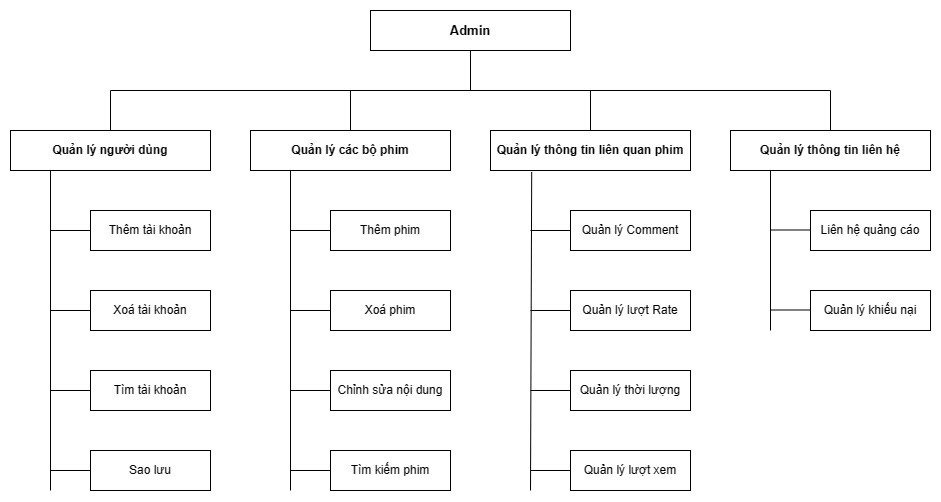 Admin
Quản lý người dùng
Quản lý các bộ phim
Quản lý thông tin liên quan phim
Quản lý thông tin liên hệ
Thêm tài khoản
Thêm phim
Quản lý Comment
Liên hệ quảng cáo
Xoá tài khoản
Xoá phim
Quản lý lượt Rate
Quản lý khiếu nại
Tìm tài khoản
Chỉnh sửa nội dung
Quản lý thời lượng
Sao lưu
Tìm kiếm phim
Quản lý lượt xem